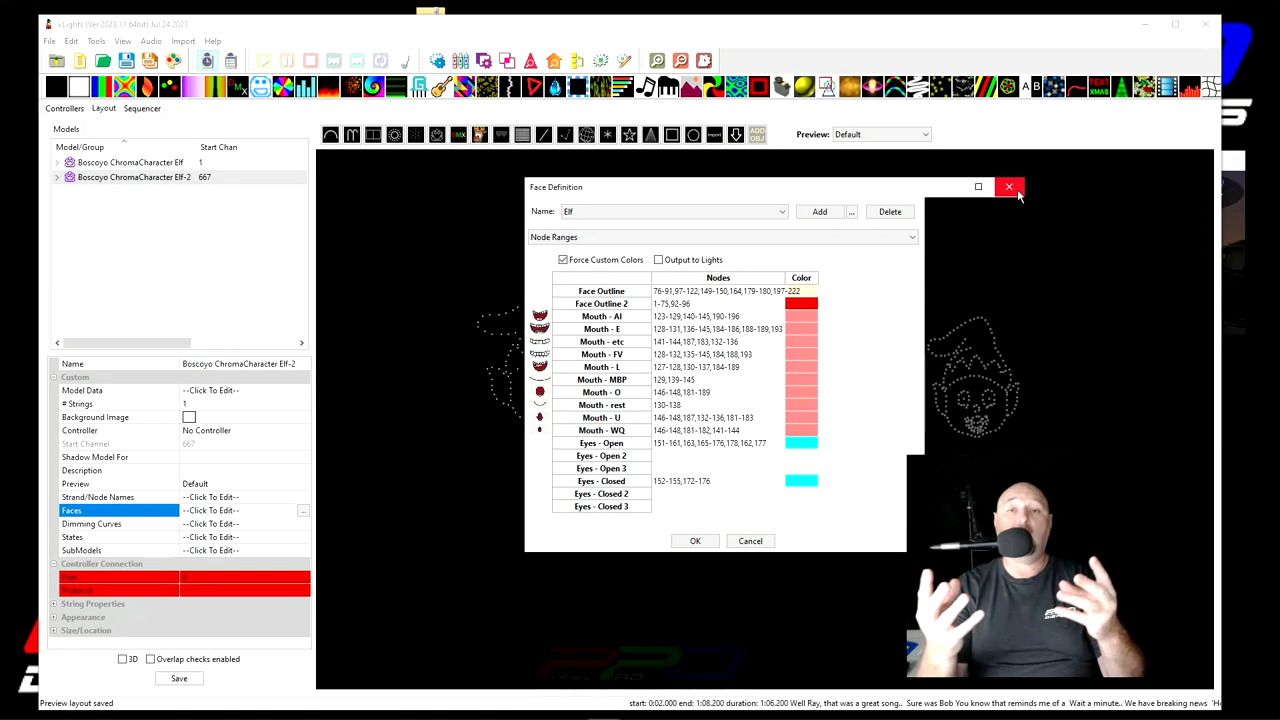 xLights (Ver 2023.11 64bit) Jul 24 2023
File Edit Tools View Audio Import Help
Controllers Layout Sequencer
Models
Preview: Default
Model/Group Start Chan
Boscoyo ChromaCharacter Elf 1
Boscoyo ChromaCharacter Elf-2 667
Face Definition
Name: Elf Add ... Delete
Node Ranges
Force Custom Colors Output to Lights
Nodes Color
Face Outline 76-91,97-122,149-150,164,179-180,197-222
Face Outline 2 1-75,92-96
Mouth - AI 123-129,140-145,190-196
Mouth - E 128-131,136-145,184-186,188-189,193
Mouth - etc 141-144,187,183,132-136
Mouth - FV 128-132,135-145,184,188,193
Mouth - L 127-128,130-137,184-189
Mouth - MBP 129,139-145
Mouth - O 146-148,181-189
Mouth - rest 130-138
Mouth - U 146-148,187,132-136,181-183
Mouth - WQ 146-148,181-182,141-144
Eyes - Open 151-161,163,165-176,178,162,177
Eyes - Open 2
Eyes - Open 3
Eyes - Closed 152-155,172-176
Eyes - Closed 2
Eyes - Closed 3
OK Cancel
Name Boscoyo ChromaCharacter Elf-2
Custom
Model Data --Click To Edit--
# Strings 1
Background Image
Controller No Controller
Start Channel 667
Shadow Model For
Description
Preview Default
Strand/Node Names --Click To Edit--
Faces --Click To Edit-- ...
Dimming Curves --Click To Edit--
States --Click To Edit--
SubModels --Click To Edit--
Controller Connection
Port 0
Protocol
String Properties
Appearance
Size/Location
3D Overlap checks enabled
Save
Preview layout saved
start: 0:02.000 end: 1:08.200 duration: 1:06.200 Well Ray, that was a great song.. Sure was Bob You know that reminds me of a Wait a minute.. We have breaking news